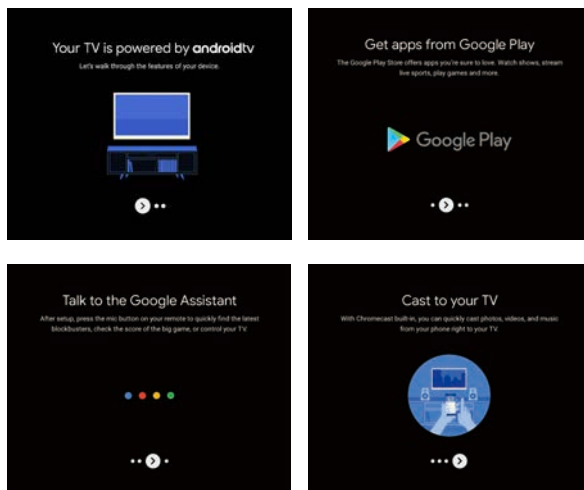 Your TV is powered by androidtv
Let's walk through the features of your device.
Get apps from Google Play
The Google Play Store offers apps you're sure to love. Watch shows, stream
live sports, play games and more.
Google Play
Talk to the Google Assistant
After setup, press the mic button on your remote to quickly find the latest
blockbusters, check the score of the big game, or control your TV.
Cast to your TV
With Chromecast built-in, you can quickly cast photos, videos, and music
from your phone right to your TV.